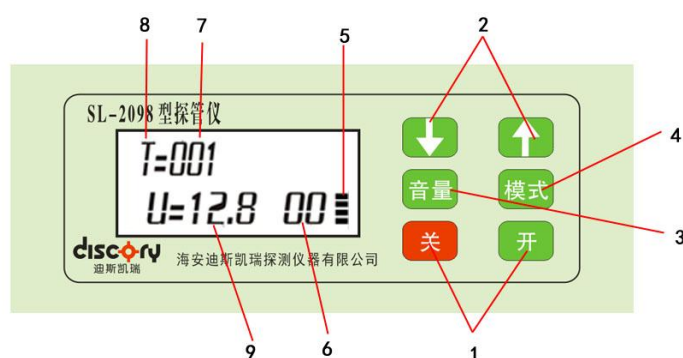 8 7 5 2
SL-2098型探管仪
T=001
U=12.8 00
音量 模式
关 开
4
3
discory
迪斯凯瑞
海安迪斯凯瑞探测仪器有限公司
9 6 1